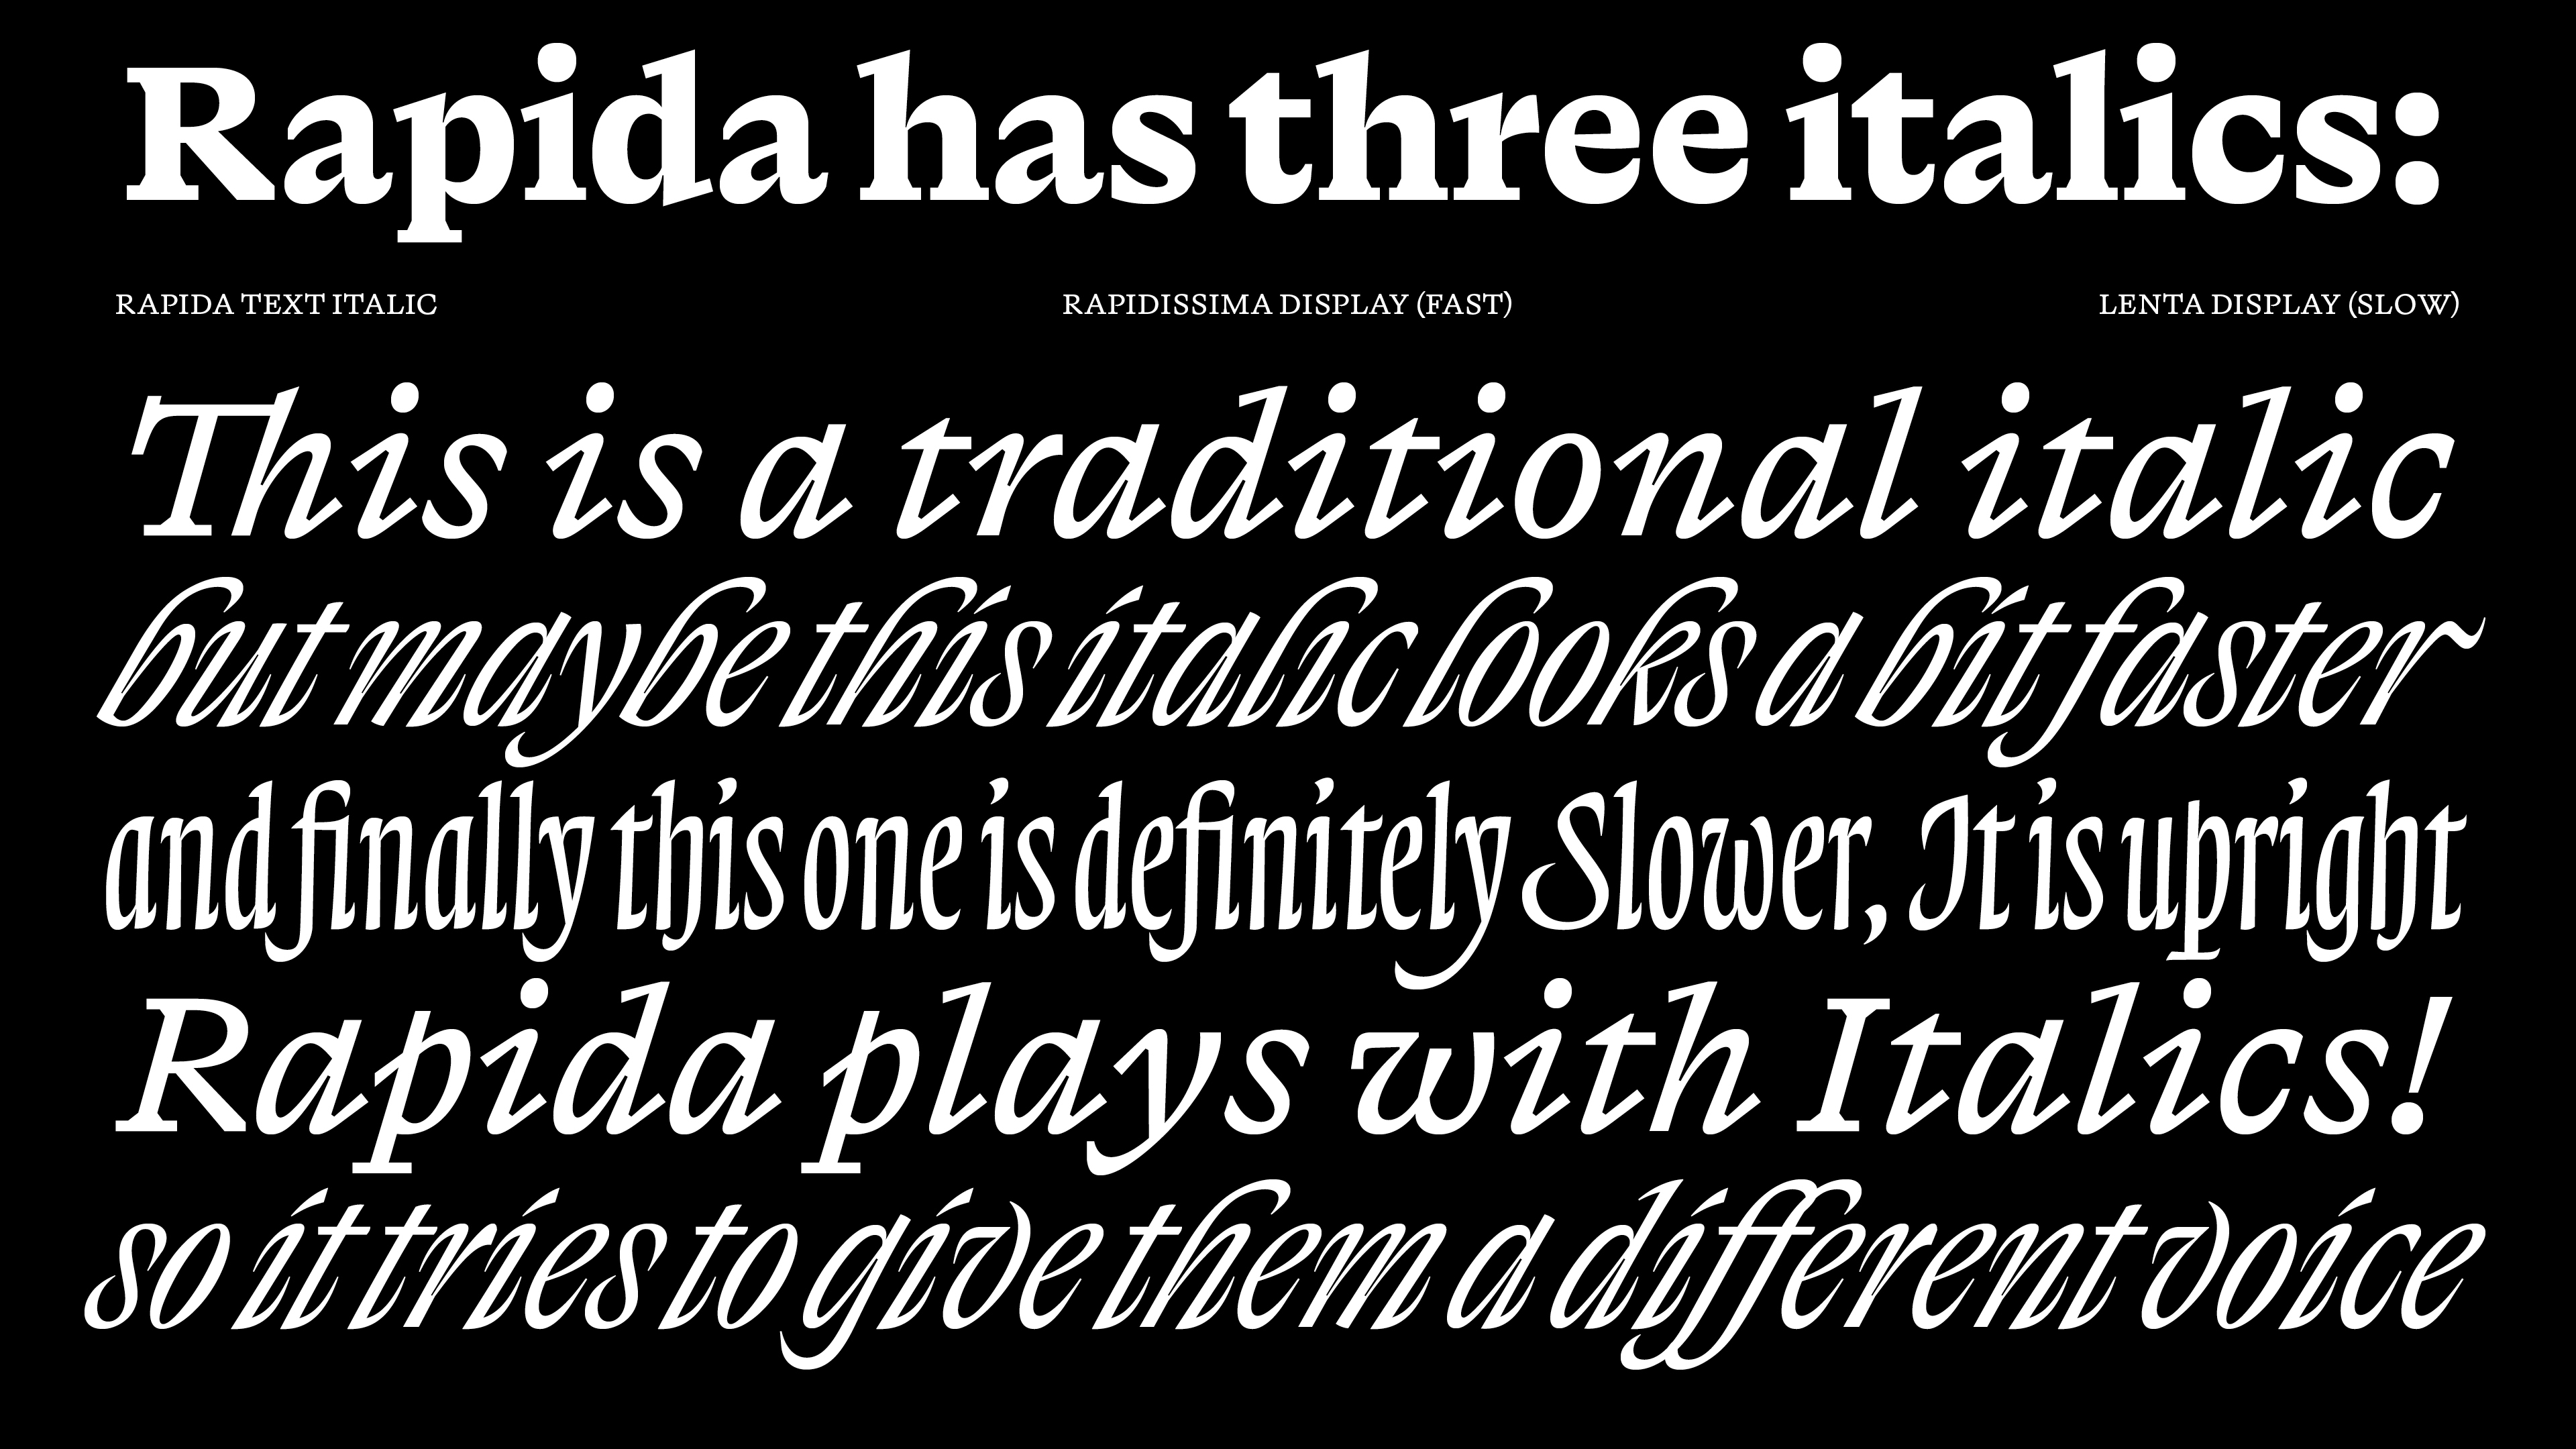 Rapida has three italics:
RAPIDA TEXT ITALIC RAPIDISSIMA DISPLAY (FAST) LENTA DISPLAY (SLOW)
This is a traditional italic
but maybe this italic looks a bit faster
and finally this one is definitely Slower, It is upright
Rapida plays with Italics!
so it tries to give them a different voice